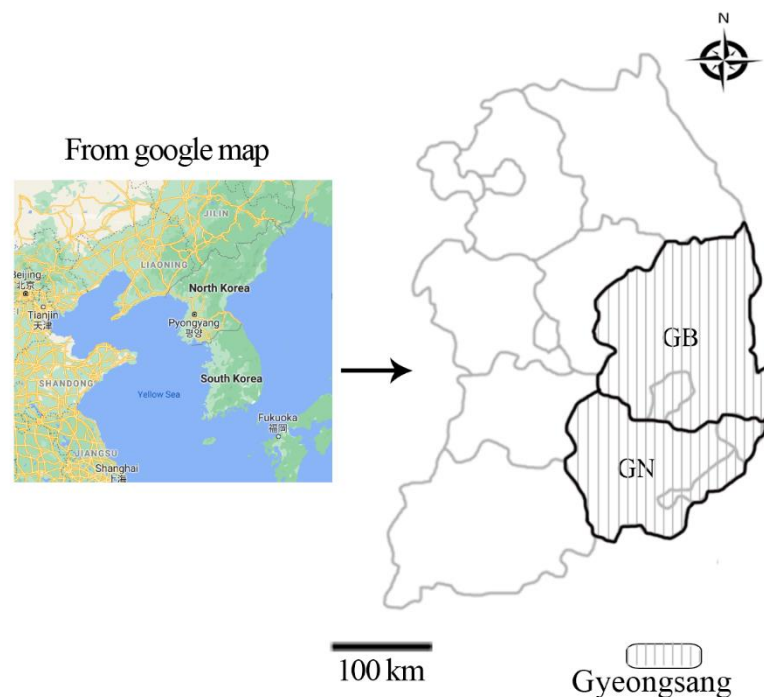 N
From google map
JILIN
LIAONING
Beijing
北京
North Korea
Tianjin
天津
Pyongyang
평양
SHANDONG
South Korea
Yellow Sea
Fukuoka
福岡
JIANGSU
Shanghai
上海
GB
GN
100 km
Gyeongsang